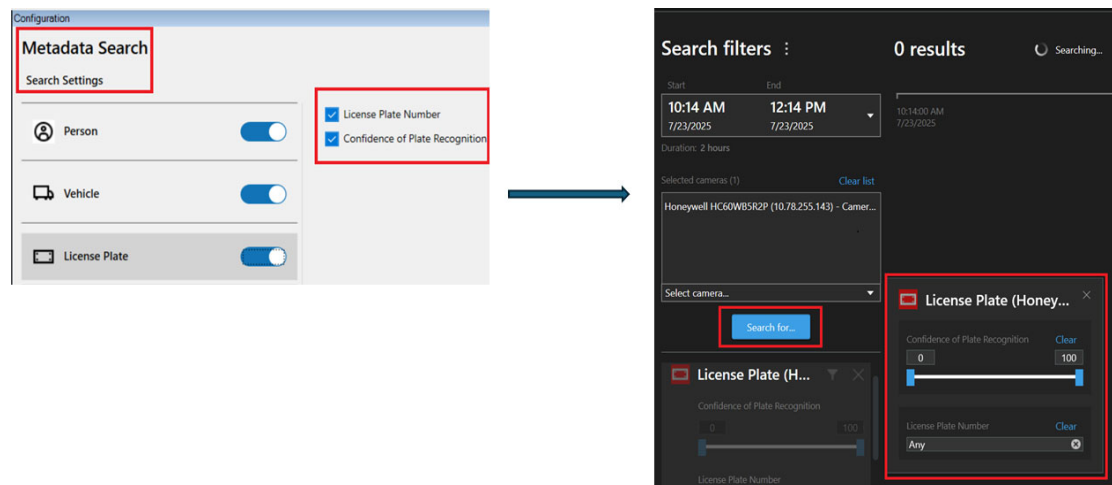 Configuration
Metadata Search
Search Settings
Person
Vehicle
License Plate
License Plate Number
Confidence of Plate Recognition
Search filters
Start End
10:14 AM 12:14 PM
7/23/2025 7/23/2025
Duration: 2 hours
Selected cameras (1) Clear list
Honeywell HC60WB5R2P (10.78.255.143) - Camer...
Select camera...
Search for...
License Plate (H...
Confidence of Plate Recognition
0 100
License Plate Number
0 results Searching...
10:14:00 AM
7/23/2025
License Plate (Honey...
Confidence of Plate Recognition Clear
0 100
License Plate Number Clear
Any